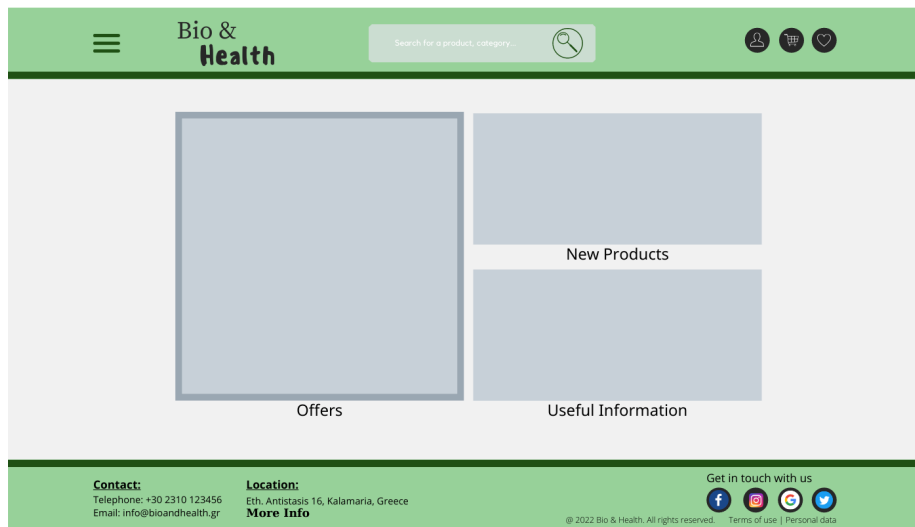 Bio &
Health
Search for a product, category...
New Products
Offers
Useful Information
Contact:
Telephone: +30 2310 123456
Email: info@bioandhealth.gr
Location:
Eth. Antistasis 16, Kalamaria, Greece
More Info
Get in touch with us
f
G
@ 2022 Bio & Health. All rights reserved. Terms of use | Personal data